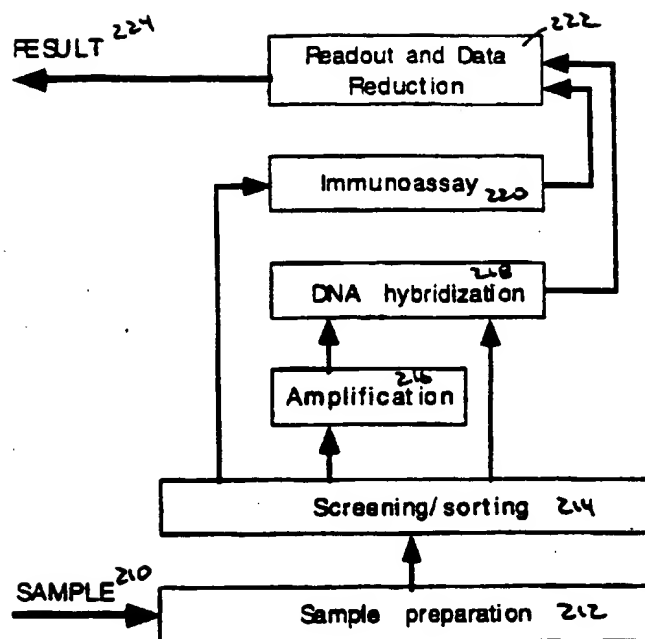 RESULT 224
222
Readout and Data
Reduction
Immunoassay 220
218
DNA hybridization
216
Amplification
Screening/sorting 214
SAMPLE 210
Sample preparation 212